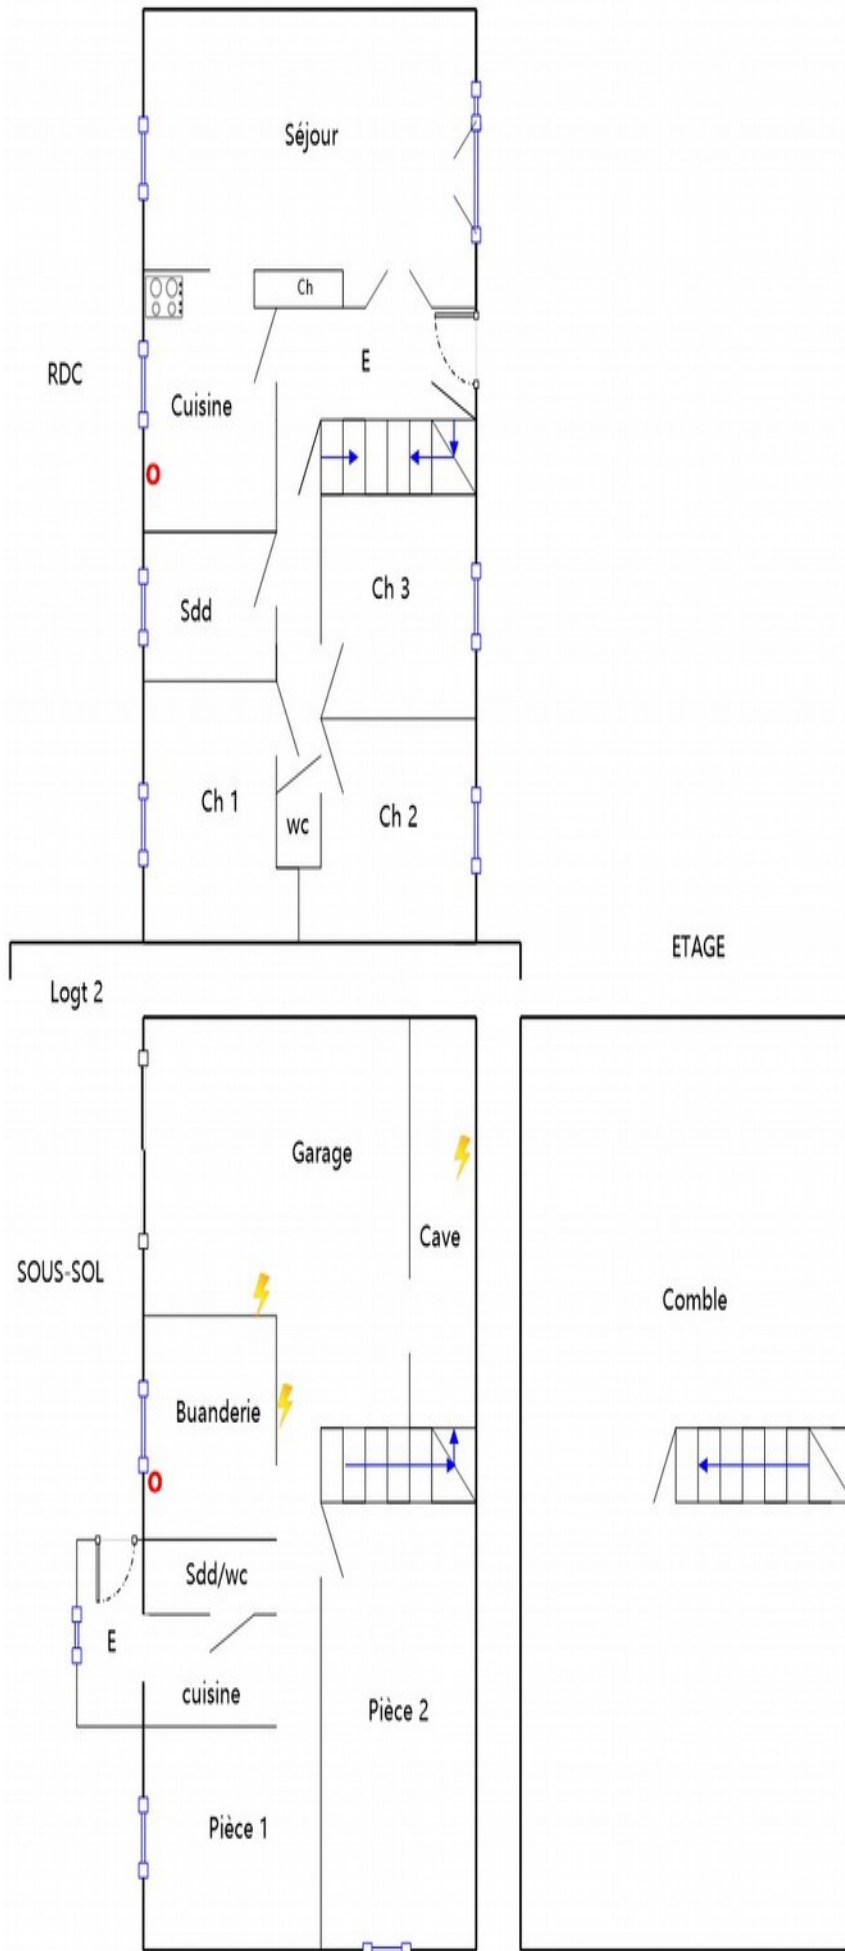 Séjour
Ch
E
RDC
Cuisine
Ch 3
Sdd
Ch 1
wc
Ch 2
ETAGE
Logt 2
Garage
Cave
SOUS-SOL
Comble
Buanderie
Sdd/wc
E
cuisine
Pièce 2
Pièce 1